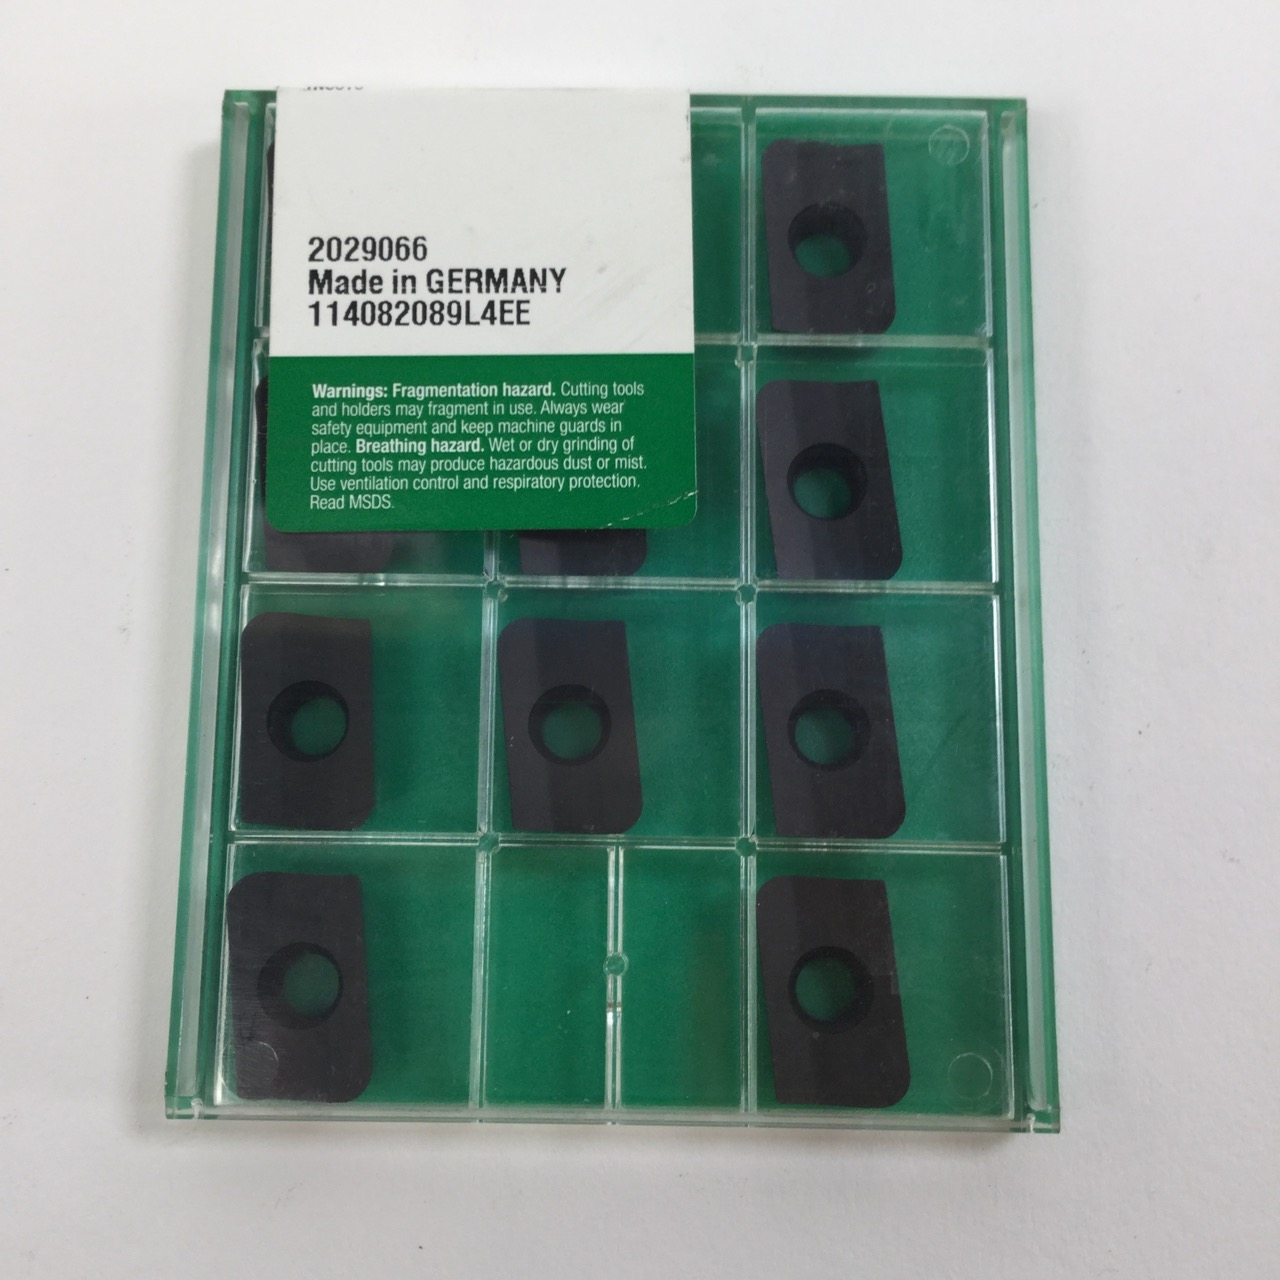 2029066
Made in GERMANY
114082089L4EE
Warnings: Fragmentation hazard. Cutting tools
and holders may fragment in use. Always wear
safety equipment and keep machine guards in
place. Breathing hazard. Wet or dry grinding of
cutting tools may produce hazardous dust or mist.
Use ventilation control and respiratory protection.
Read MSDS.